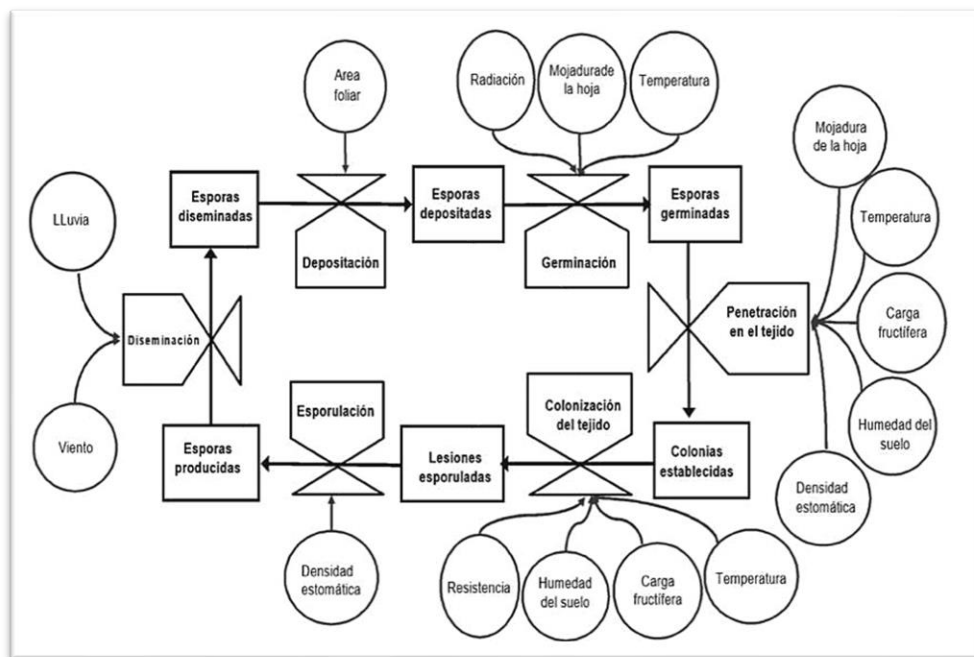 Area
foliar
Radiación
Mojadurade
la hoja
Temperatura
Mojadura
de la hoja
LLuvia
Esporas
diseminadas
Esporas
depositadas
Esporas
germinadas
Temperatura
Depositación
Germinación
Diseminación
Penetración
en el tejido
Carga
fructífera
Viento
Esporas
producidas
Esporulación
Lesiones
esporuladas
Colonización
del tejido
Colonias
establecidas
Humedad del
suelo
Densidad
estomática
Densidad
estomática
Resistencia
Humedad
del suelo
Carga
fructífera
Temperatura